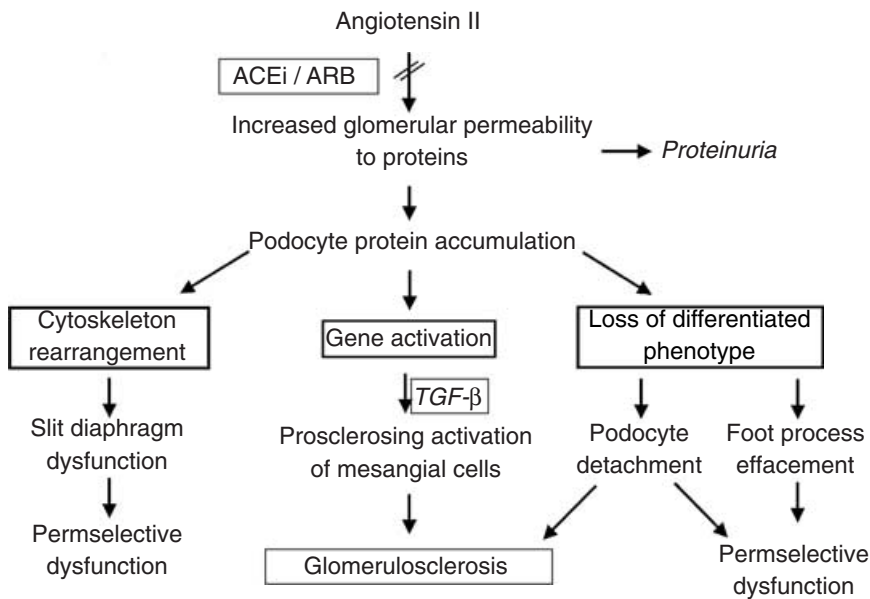 Angiotensin II
ACEi / ARB
Increased glomerular permeability
to proteins
Proteinuria
Podocyte protein accumulation
Cytoskeleton
rearrangement
Gene activation
Loss of differentiated
phenotype
TGF-β
Slit diaphragm
dysfunction
Prosclerosing activation
of mesangial cells
Podocyte
detachment
Foot process
effacement
Permselective
dysfunction
Glomerulosclerosis
Permselective
dysfunction